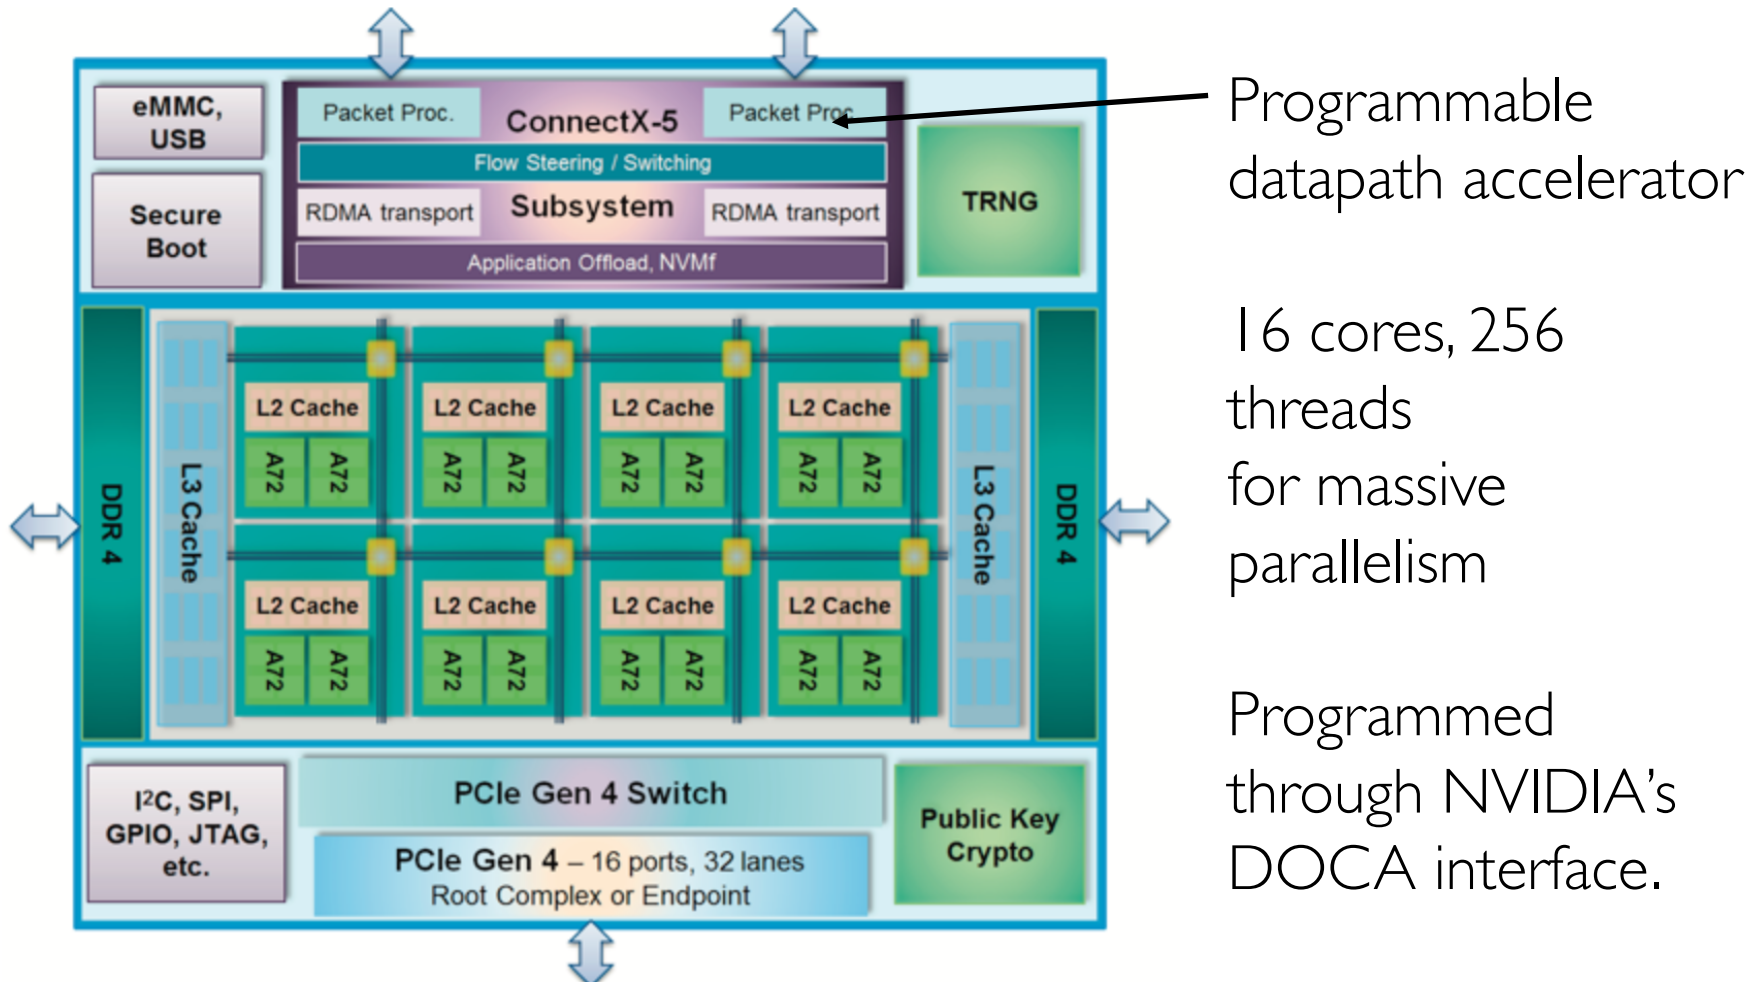 eMMC,
USB
Secure
Boot
Packet Proc.
ConnectX-5
Packet Proc.
Flow Steering / Switching
RDMA transport
Subsystem
RDMA transport
Application Offload, NVMf
TRNG
DDR 4
L3 Cache
L2 Cache
L2 Cache
L2 Cache
L2 Cache
A72
A72
A72
A72
A72
A72
A72
A72
L2 Cache
L2 Cache
L2 Cache
L2 Cache
A72
A72
A72
A72
A72
A72
A72
A72
L3 Cache
DDR 4
I²C, SPI,
GPIO, JTAG,
etc.
PCIe Gen 4 Switch
PCIe Gen 4 – 16 ports, 32 lanes
Root Complex or Endpoint
Public Key
Crypto
Programmable
datapath accelerator
16 cores, 256
threads
for massive
parallelism
Programmed
through NVIDIA’s
DOCA interface.